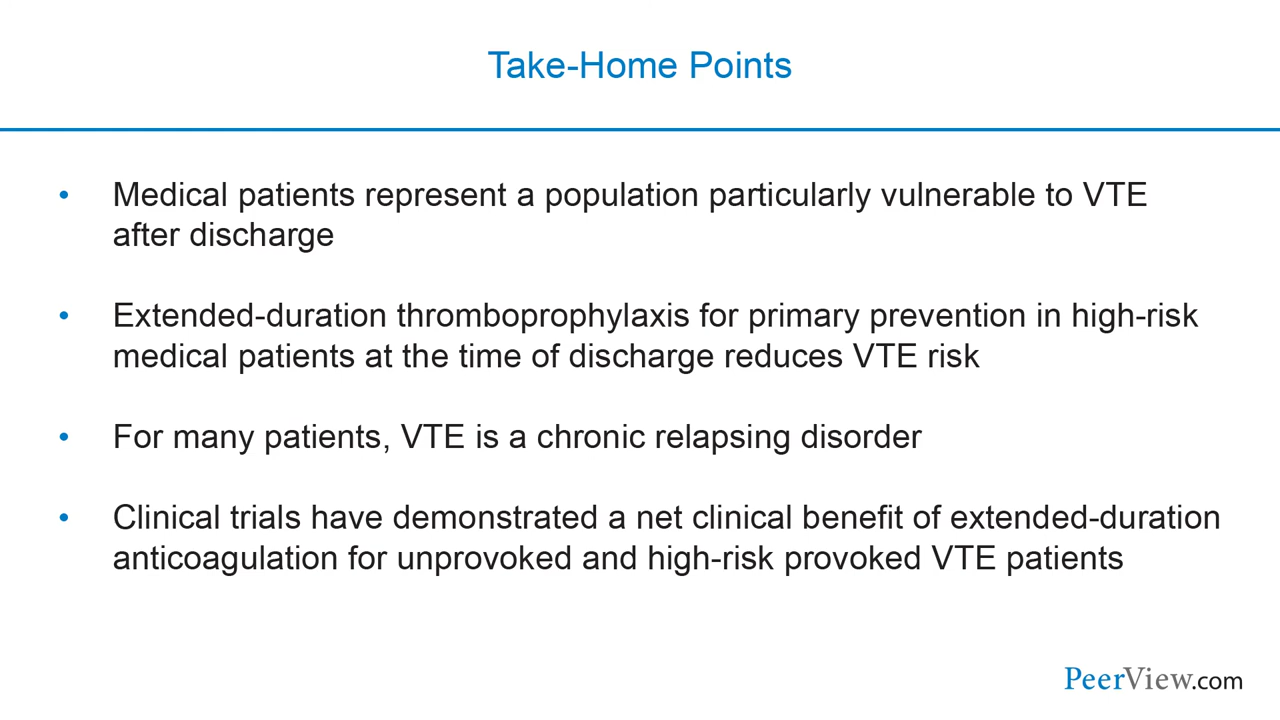 Take-Home Points
• Medical patients represent a population particularly vulnerable to VTE
after discharge
• Extended-duration thromboprophylaxis for primary prevention in high-risk
medical patients at the time of discharge reduces VTE risk
• For many patients, VTE is a chronic relapsing disorder
• Clinical trials have demonstrated a net clinical benefit of extended-duration
anticoagulation for unprovoked and high-risk provoked VTE patients
PeerView.com